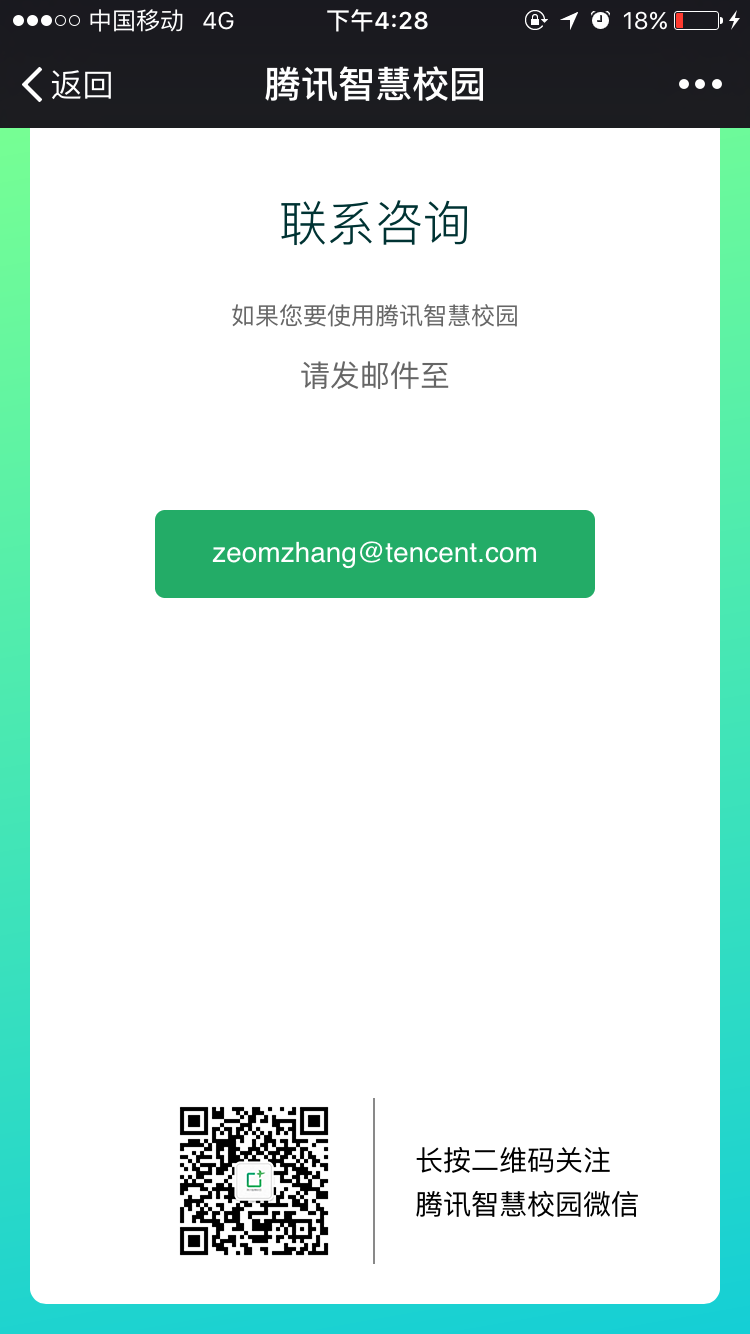 中国移动 4G 下午4:28 18%
返回 腾讯智慧校园
联系咨询
如果您要使用腾讯智慧校园
请发邮件至
zeomzhang@tencent.com
长按二维码关注
腾讯智慧校园微信